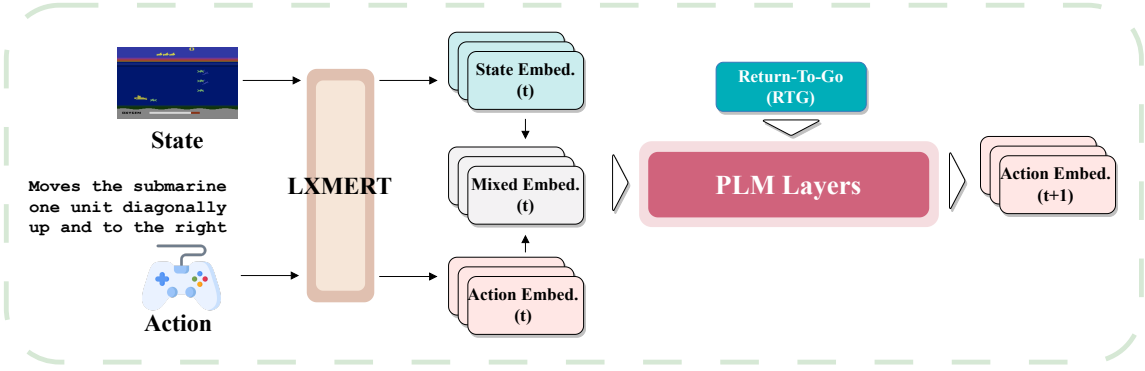 State
Moves the submarine
one unit diagonally
up and to the right
Action
LXMERT
State Embed.
(t)
Mixed Embed.
(t)
Action Embed.
(t)
Return-To-Go
(RTG)
PLM Layers
Action Embed.
(t+1)